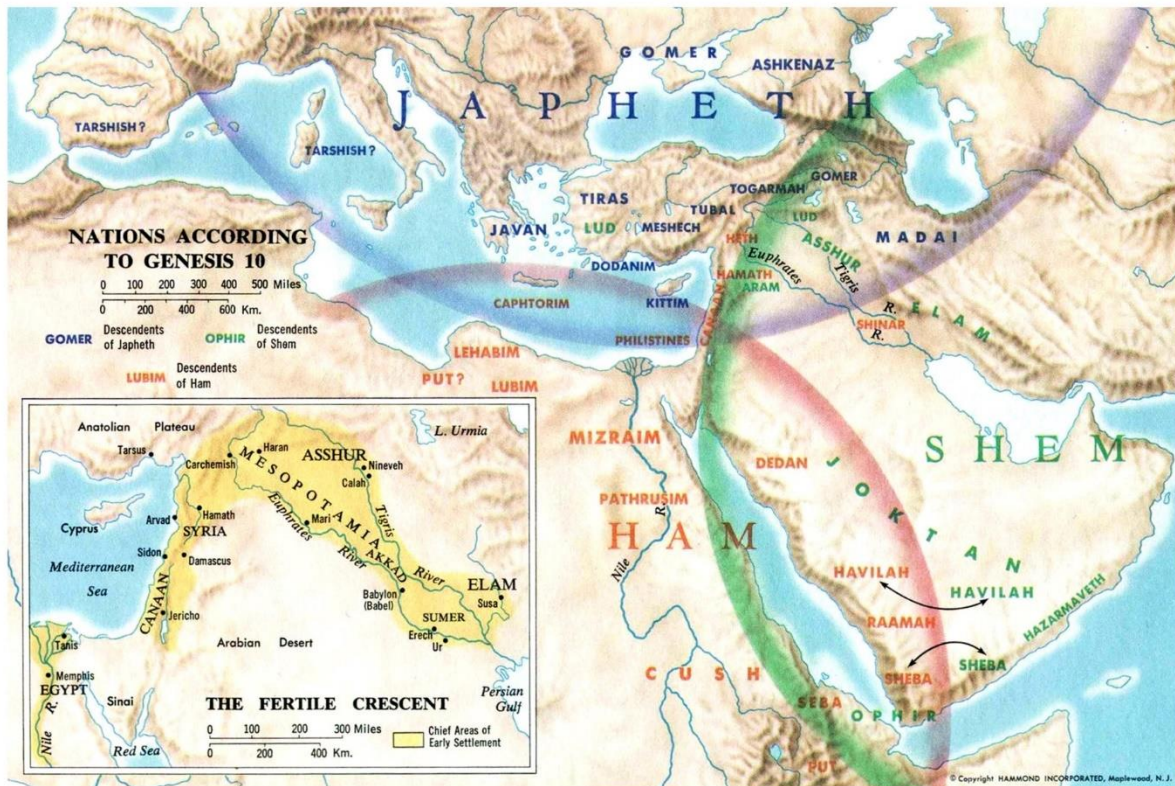 GOMER
ASHKENAZ
JAPHETH
TARSHISH?
TARSHISH?
GOMER
TOGARMAH
TIRAS
TUBAL
LUD
MADAI
JAVAN
LUD
MESHECH
HETH
ASSHUR
DODANIM
HAMATH
ARAM
Euphrates
Tigris
R.
R.
CAPHTORIM
KITTIM
CANAAN
SHINAR
ELAM
PHILISTINES
NATIONS ACCORDING
TO GENESIS 10
0 100 200 300 400 500 Miles
0 200 400 600 Km.
GOMER Descendents
of Japheth
OPHIR Descendents
of Shem
LUBIM Descendents
of Ham
LEHABIM
PUT?
LUBIM
MIZRAIM
PATHRUSIM
HAM
Nile
R.
DEDAN
SHEM
JOKTAN
HAVILAH
HAVILAH
RAAMAH
HAZARMAVETH
SHEBA
SHEBA
CUSH
SEBA
OPHIR
PUT
Anatolian Plateau
Tarsus
L. Urmia
Haran
Carchemish
ASSHUR
Nineveh
Calah
MESOPOTAMIA
Euphrates
River
Tigris
River
Mari
Cyprus
Arvad
Hamath
SYRIA
Mediterranean
Sea
Sidon
Damascus
AKKAD
CANAAN
Jericho
Babylon
(Babel)
ELAM
Susa
SUMER
Erech
Ur
Tanis
Arabian Desert
Memphis
EGYPT
Sinai
Nile
R.
Red Sea
Persian
Gulf
THE FERTILE CRESCENT
0 100 200 300 Miles
0 200 400 Km.
Chief Areas of
Early Settlement
© Copyright HAMMOND INCORPORATED, Maplewood, N. J.